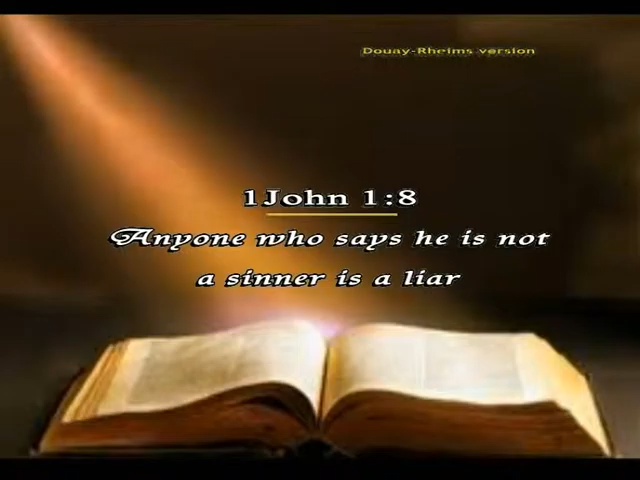 Douay-Rheims version
1John 1:8
Anyone who says he is not
a sinner is a liar